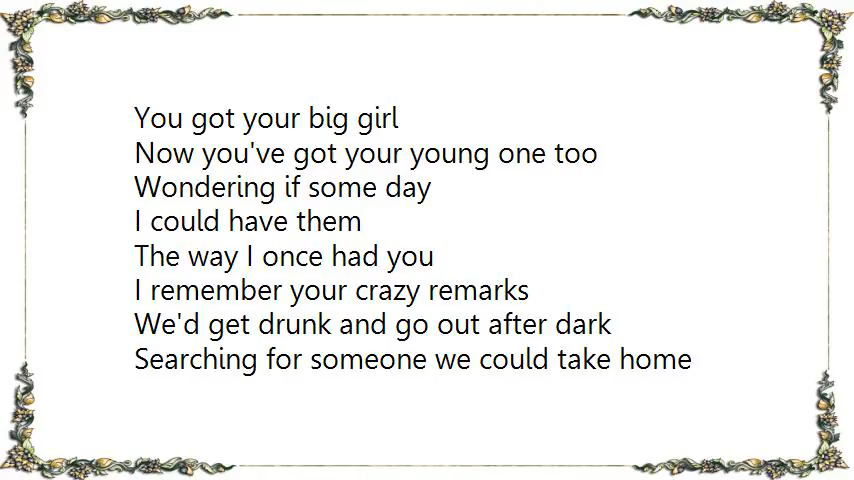 You got your big girl
Now you've got your young one too
Wondering if some day
I could have them
The way I once had you
I remember your crazy remarks
We'd get drunk and go out after dark
Searching for someone we could take home